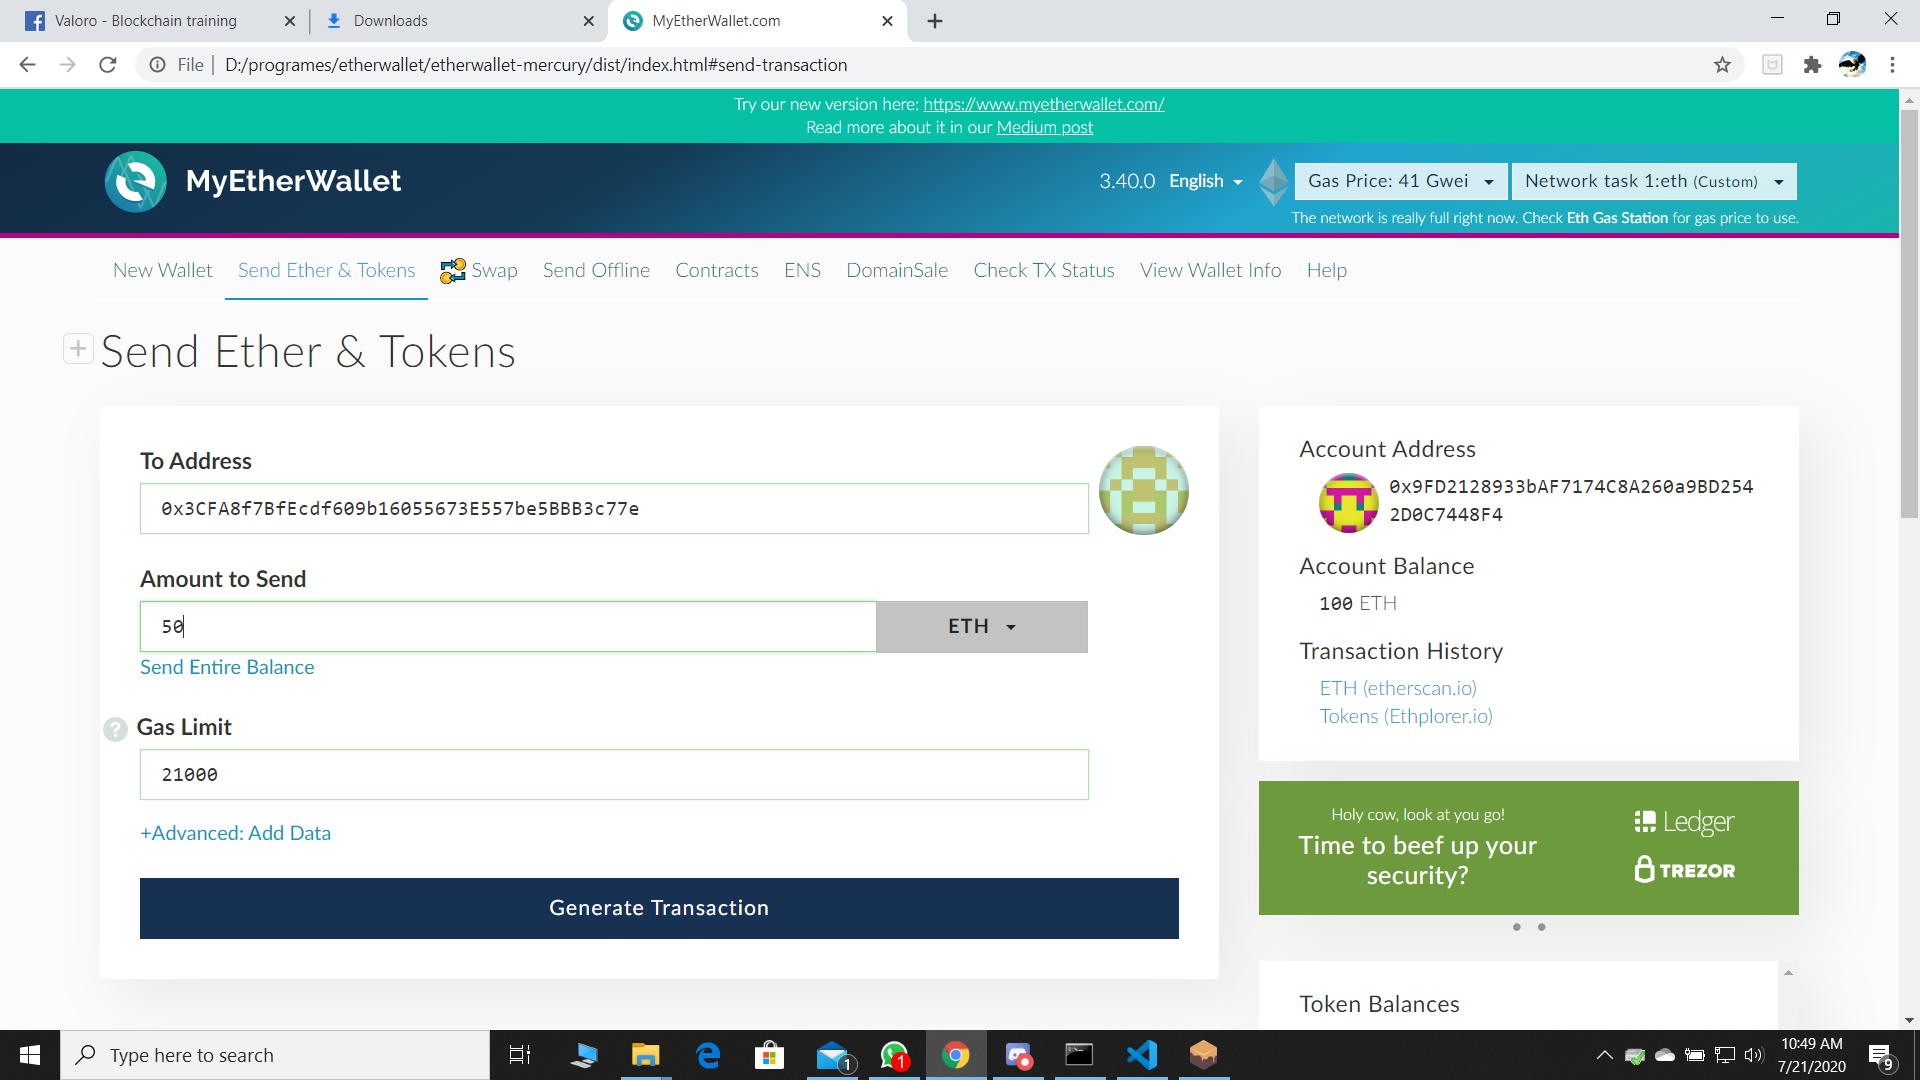 Valoro - Blockchain training
Downloads
MyEtherWallet.com
File
D:/programes/etherwallet/etherwallet-mercury/dist/index.html#send-transaction
Try our new version here: https://www.myetherwallet.com/
Read more about it in our Medium post
MyEtherWallet
3.40.0
English
Gas Price: 41 Gwei
Network task 1:eth (Custom)
The network is really full right now. Check Eth Gas Station for gas price to use.
New Wallet
Send Ether & Tokens
Swap
Send Offline
Contracts
ENS
DomainSale
Check TX Status
View Wallet Info
Help
+
Send Ether & Tokens
To Address
0x3CFA8f7BfEcdf609b16055673E557be5BBB3c77e
Amount to Send
50
ETH
Send Entire Balance
?
Gas Limit
21000
+Advanced: Add Data
Generate Transaction
Account Address
0x9FD2128933bAF7174C8A260a9BD254
2D0C7448F4
Account Balance
100 ETH
Transaction History
ETH (etherscan.io)
Tokens (Ethplorer.io)
Holy cow, look at you go!
Time to beef up your
security?
Ledger
TREZOR
Token Balances
Type here to search
1
1
10:49 AM
7/21/2020
9